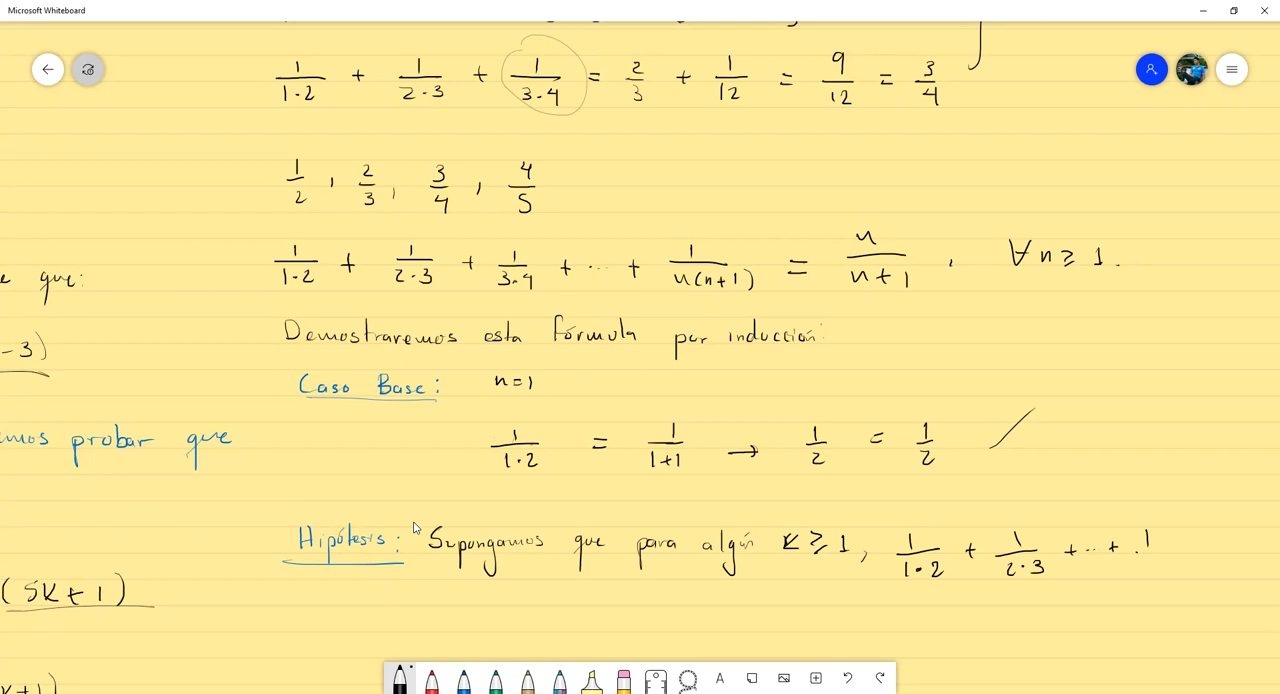 Microsoft Whiteboard
1/(1·2) + 1/(2·3) + 1/(3·4) = 2/3 + 1/12 = 9/12 = 3/4
1/2 , 2/3 , 3/4 , 4/5
1/(1·2) + 1/(2·3) + 1/(3·4) + ... + 1/(n(n+1)) = n/(n+1) , ∀n≥1.
que:
Demostraremos esta fórmula por inducción:
-3)
Caso Base: n=1
probar que
1/(1·2) = 1/(1+1) → 1/2 = 1/2
Hipótesis: Supongamos que para algún k≥1, 1/(1·2) + 1/(2·3) + ... + 1
(5k+1)
k+1)
A